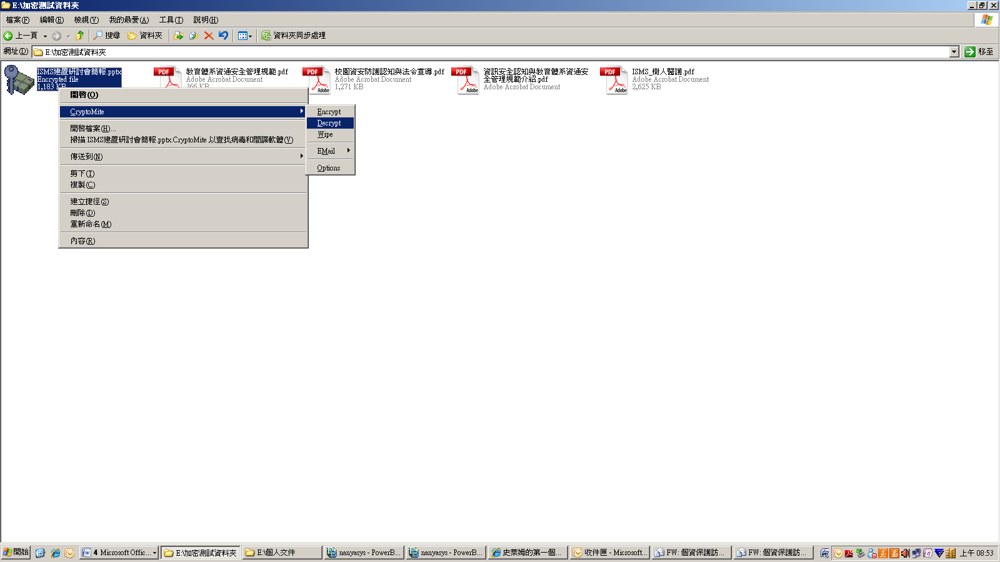 E:\加密測試資料夾
檔案(F) 編輯(E) 檢視(V) 我的最愛(A) 工具(T) 說明(H)
上一頁 搜尋 資料夾 資料夾同步處理
網址(D) E:\加密測試資料夾 移至
ISMS建置研討會簡報.pptx
Encrypted file
1,183 KB
PDF
Adobe
教育體系資通安全管理規範.pdf
Adobe Acrobat Document
366 KB
PDF
Adobe
校園資安防護認知與法令宣導.pdf
Adobe Acrobat Document
1,271 KB
PDF
Adobe
資訊安全認知與教育體系資通安
全管理規範介紹.pdf
Adobe Acrobat Document
PDF
Adobe
ISMS_樹人醫護.pdf
Adobe Acrobat Document
2,625 KB
開啓(O)
CryptoMite
開啓檔案(H)...
掃描 ISMS建置研討會簡報.pptx.CryptoMite 以查找病毒和間諜軟體(V)
傳送到(N)
剪下(T)
複製(C)
建立捷徑(S)
刪除(D)
重新命名(M)
內容(R)
Encrypt
Decrypt
Wipe
EMail
Options
開始 4 Microsoft Offic... E:\加密測試資料夾 E:\個人文件 nanyasys - PowerB... nanyasys - PowerB... 史萊姆的第一個... 收件匣 - Microsoft... FW: 個資保護訪... FW: 個資保護訪... 上午 08:53